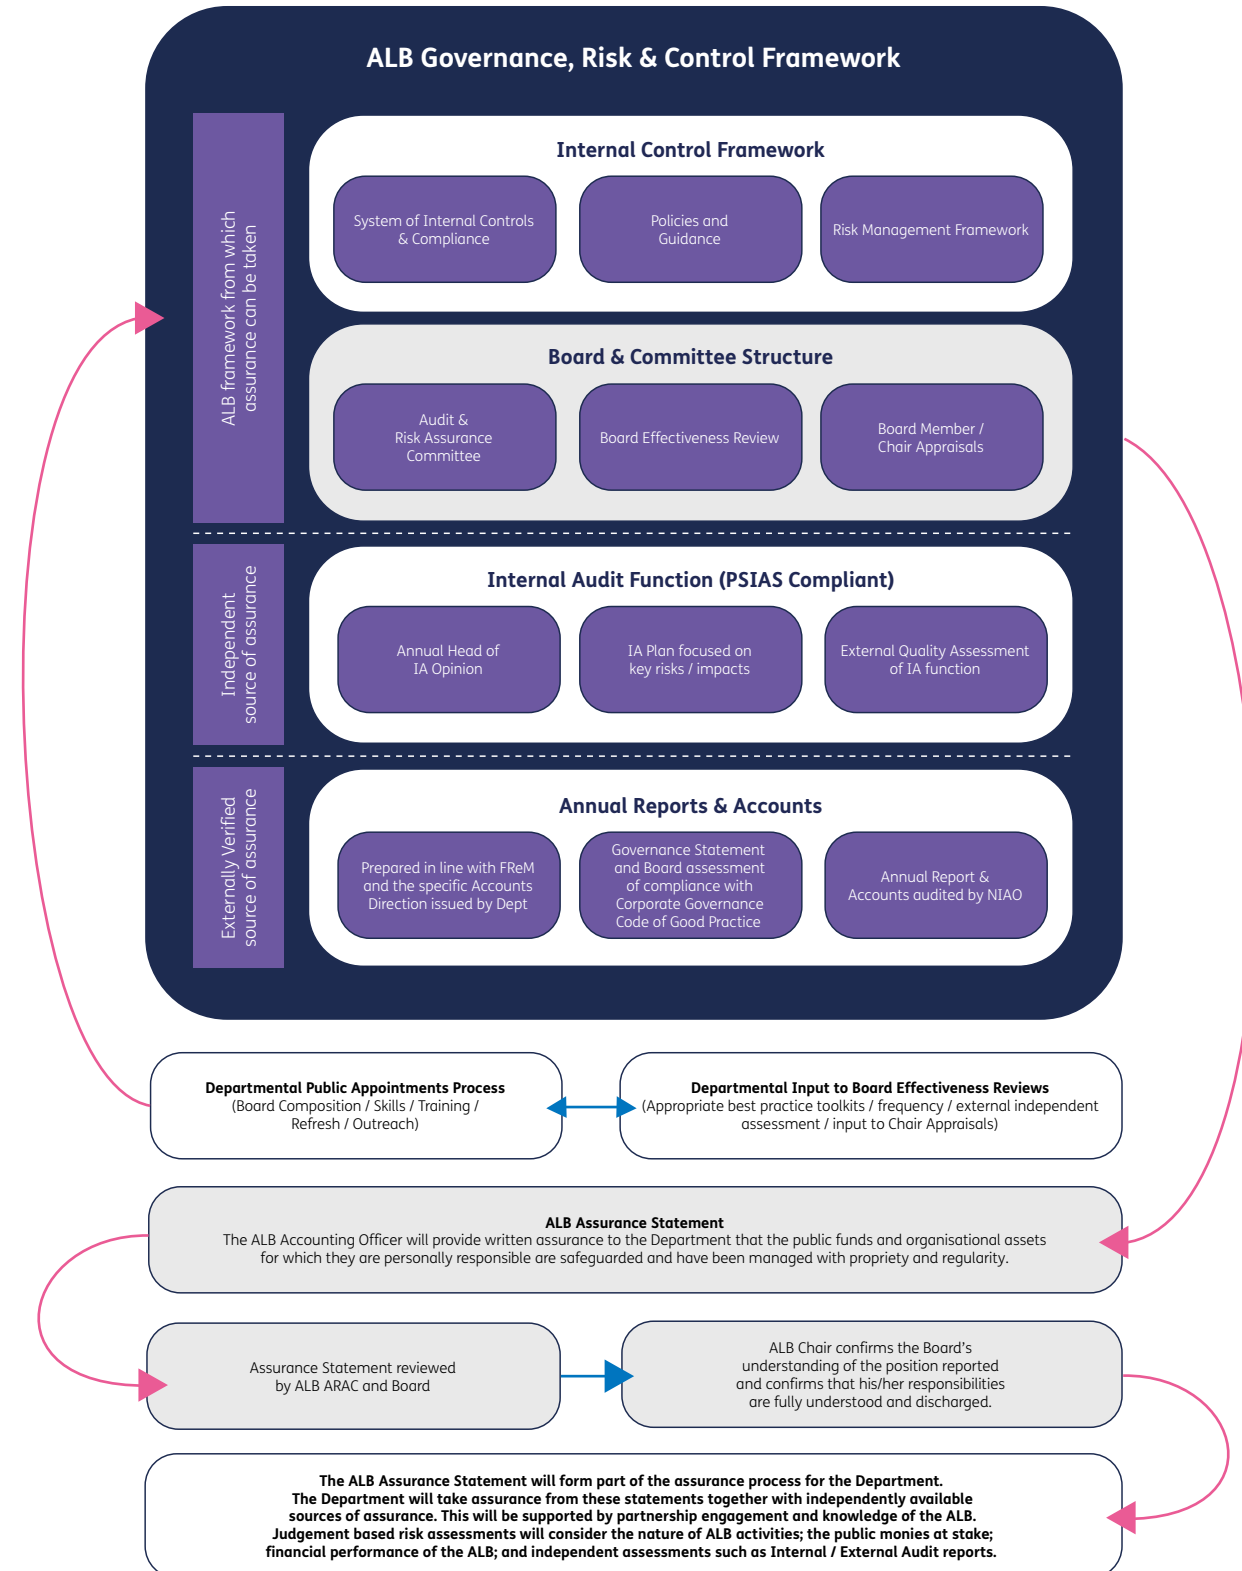 ALB Governance, Risk & Control Framework
ALB framework from which
assurance can be taken
Internal Control Framework
System of Internal Controls
& Compliance
Policies and
Guidance
Risk Management Framework
Board & Committee Structure
Audit &
Risk Assurance
Committee
Board Effectiveness Review
Board Member /
Chair Appraisals
Independent
source of assurance
Internal Audit Function (PSIAS Compliant)
Annual Head of
IA Opinion
IA Plan focused on
key risks / impacts
External Quality Assessment
of IA function
Externally Verified
source of assurance
Annual Reports & Accounts
Prepared in line with FReM
and the specific Accounts
Direction issued by Dept
Governance Statement
and Board assessment
of compliance with
Corporate Governance
Code of Good Practice
Annual Report &
Accounts audited by NIAO
Departmental Public Appointments Process
(Board Composition / Skills / Training /
Refresh / Outreach)
Departmental Input to Board Effectiveness Reviews
(Appropriate best practice toolkits / frequency / external independent
assessment / input to Chair Appraisals)
ALB Assurance Statement
The ALB Accounting Officer will provide written assurance to the Department that the public funds and organisational assets
for which they are personally responsible are safeguarded and have been managed with propriety and regularity.
Assurance Statement reviewed
by ALB ARAC and Board
ALB Chair confirms the Board's
understanding of the position reported
and confirms that his/her responsibilities
are fully understood and discharged.
The ALB Assurance Statement will form part of the assurance process for the Department.
The Department will take assurance from these statements together with independently available
sources of assurance. This will be supported by partnership engagement and knowledge of the ALB.
Judgement based risk assessments will consider the nature of ALB activities; the public monies at stake;
financial performance of the ALB; and independent assessments such as Internal / External Audit reports.